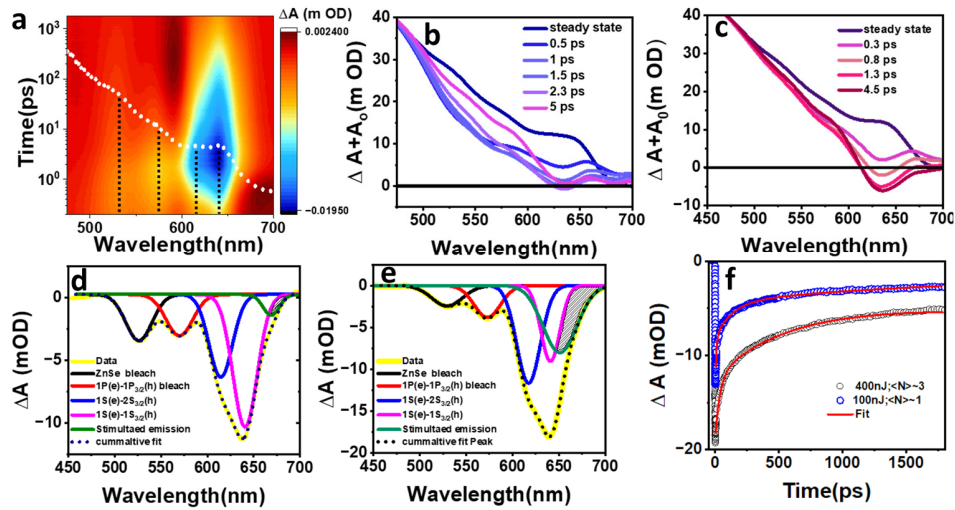 a
ΔA (m OD)
0.002400
-0.01950
10³
10²
10¹
10⁰
Time(ps)
500 550 600 650 700
Wavelength(nm)
b
steady state
0.5 ps
1 ps
1.5 ps
2.3 ps
5 ps
40
30
20
10
0
Δ A+Aₒ(m OD)
500 550 600 650 700
Wavelength(nm)
c
steady state
0.3 ps
0.8 ps
1.3 ps
4.5 ps
40
30
20
10
0
-10
Δ A+A₀(m OD)
450 500 550 600 650 700
Wavelength(nm)
d
0
-5
-10
ΔA (mOD)
Data
ZnSe bleach
1P(e)-1P3/2(h) bleach
1S(e)-2S3/2(h)
1S(e)-1S3/2(h)
Stimultaed emission
cummaltive fit
450 500 550 600 650 700
Wavelength(nm)
e
0
-5
-10
-15
-20
ΔA (mOD)
Data
ZnSe bleach
1P(e)-1P3/2(h) bleach
1S(e)-2S3/2(h)
1S(e)-1S3/2(h)
Stimultaed emission
cummaltive fit Peak
450 500 550 600 650 700
Wavelength(nm)
f
0
-10
-20
ΔA (mOD)
400nJ;<N>~3
100nJ;<N>~1
Fit
0 500 1000 1500
Time(ps)